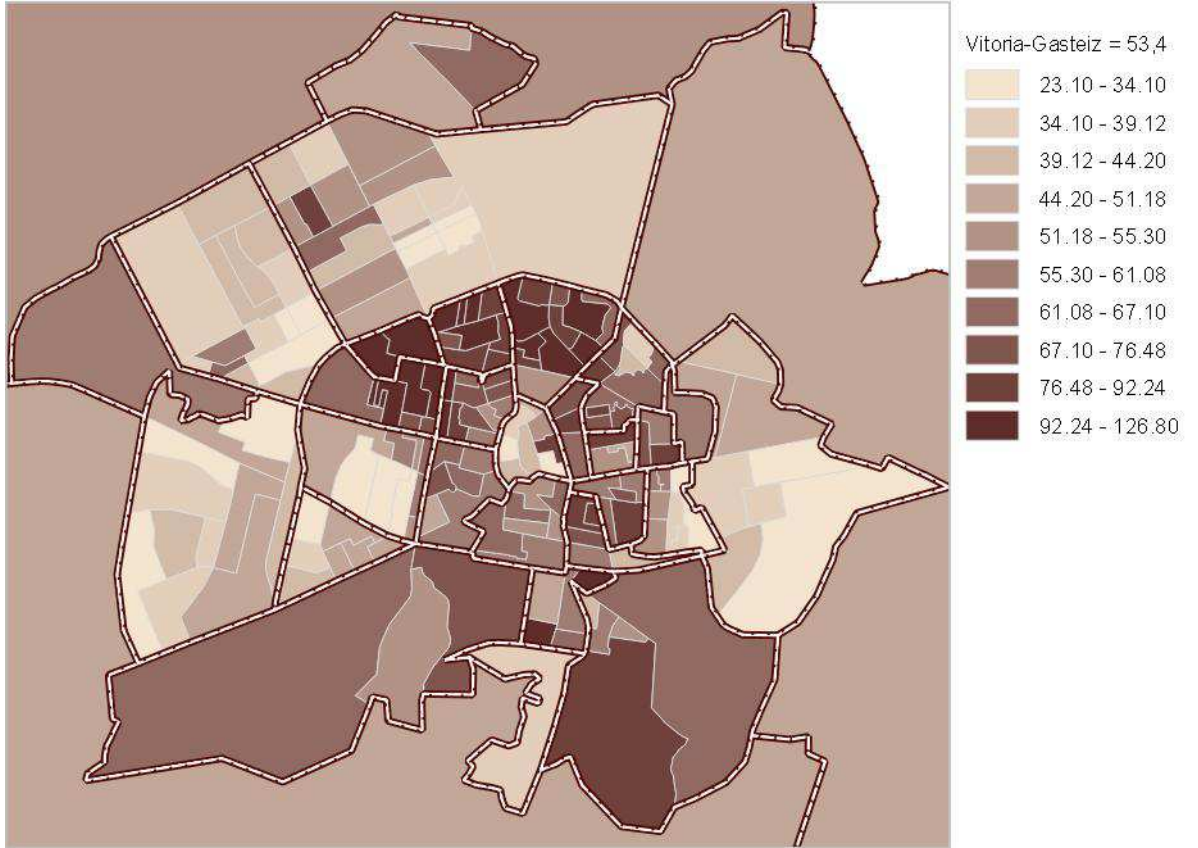 Vitoria-Gasteiz = 53,4
23.10 - 34.10
34.10 - 39.12
39.12 - 44.20
44.20 - 51.18
51.18 - 55.30
55.30 - 61.08
61.08 - 67.10
67.10 - 76.48
76.48 - 92.24
92.24 - 126.80